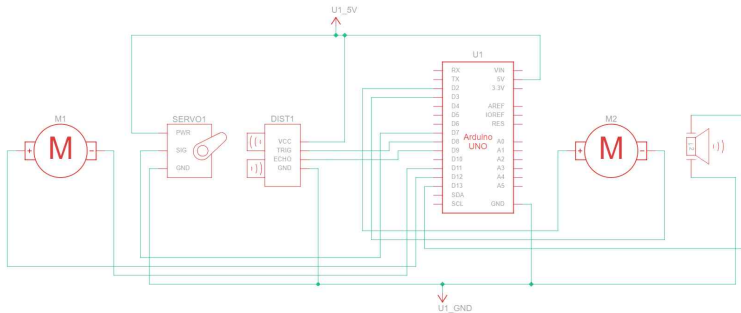 U1_5V
U1
M1
M
+
-
SERVO1
PWR
SIG
GND
DIST1
VCC
TRIG
ECHO
GND
RX
TX
D2
D3
D4
D5
D6
D7
D8
D9
D10
D11
D12
D13
SDA
SCL
Arduino
UNO
VIN
5V
3.3V
AREF
IOREF
RES
A0
A1
A2
A3
A4
A5
GND
M2
M
+
-
1 2
U1_GND